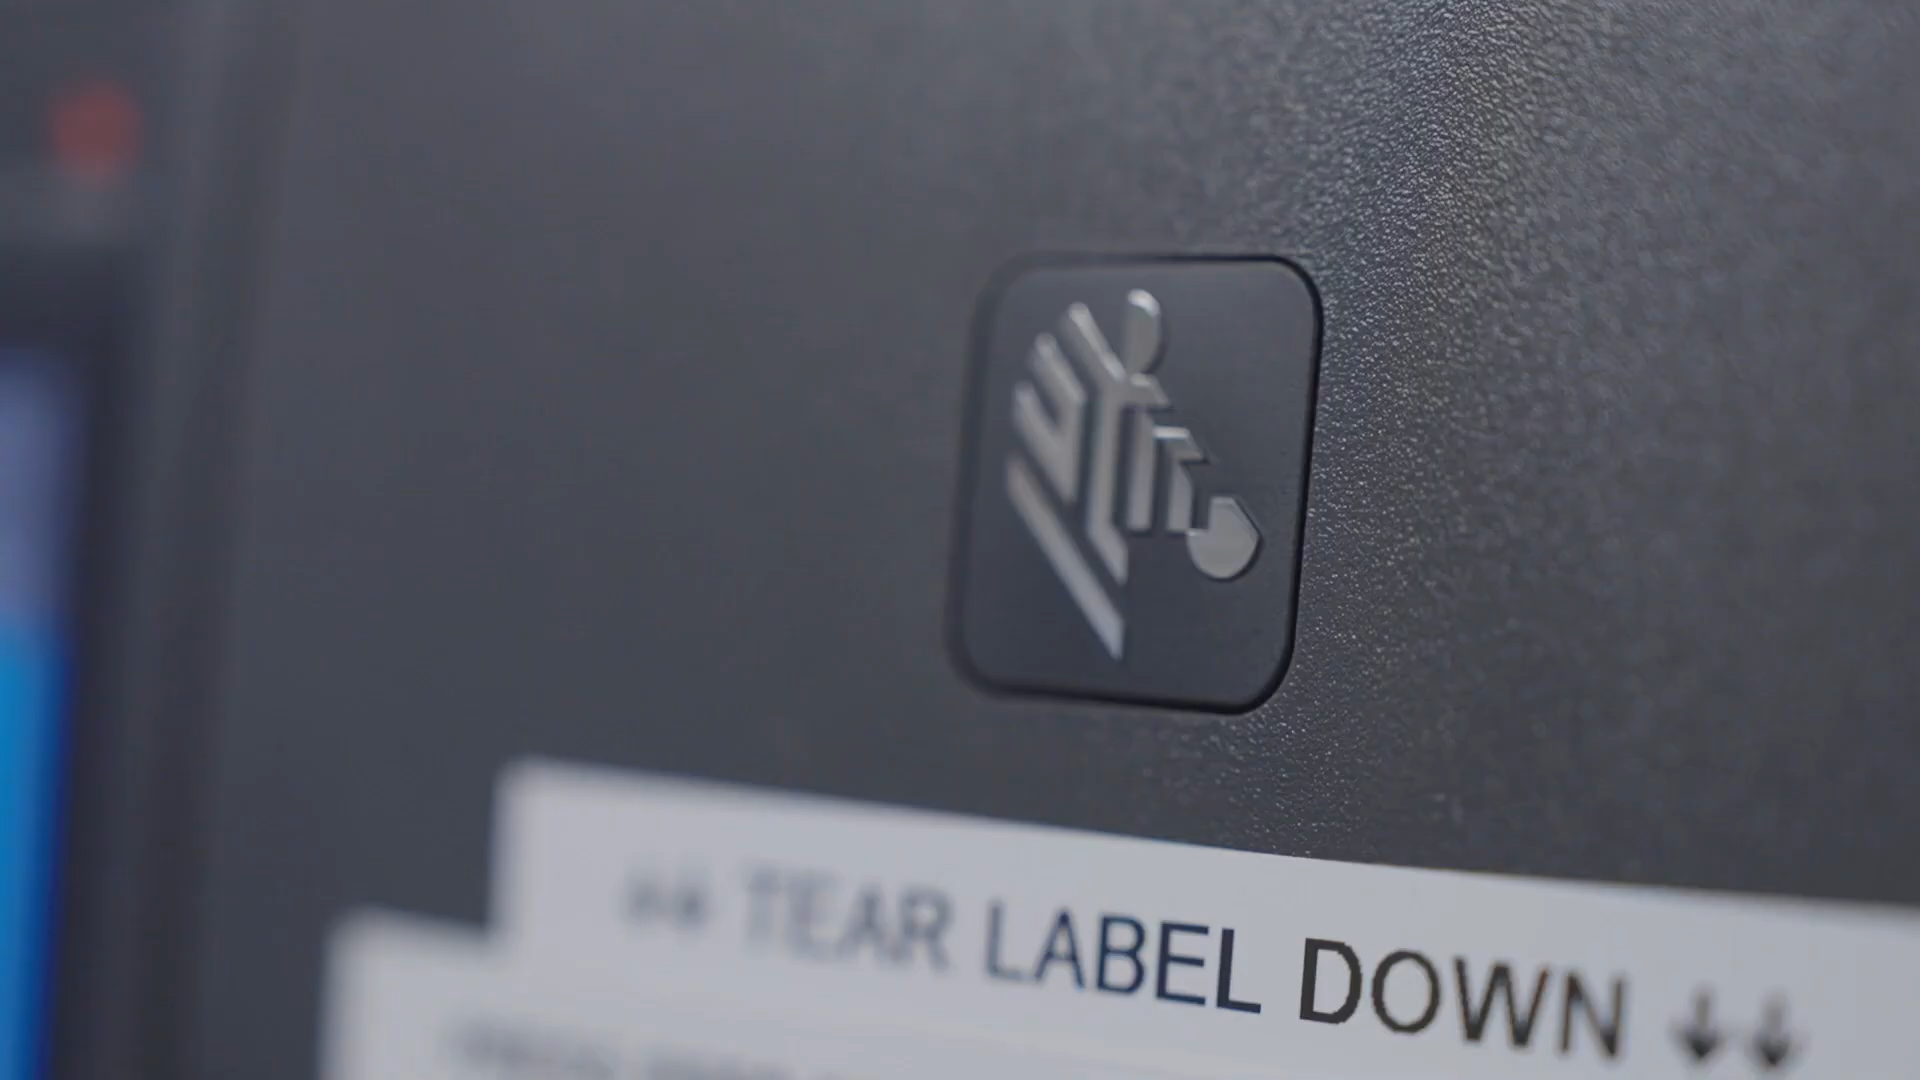 ↓↓ TEAR LABEL DOWN ↓↓